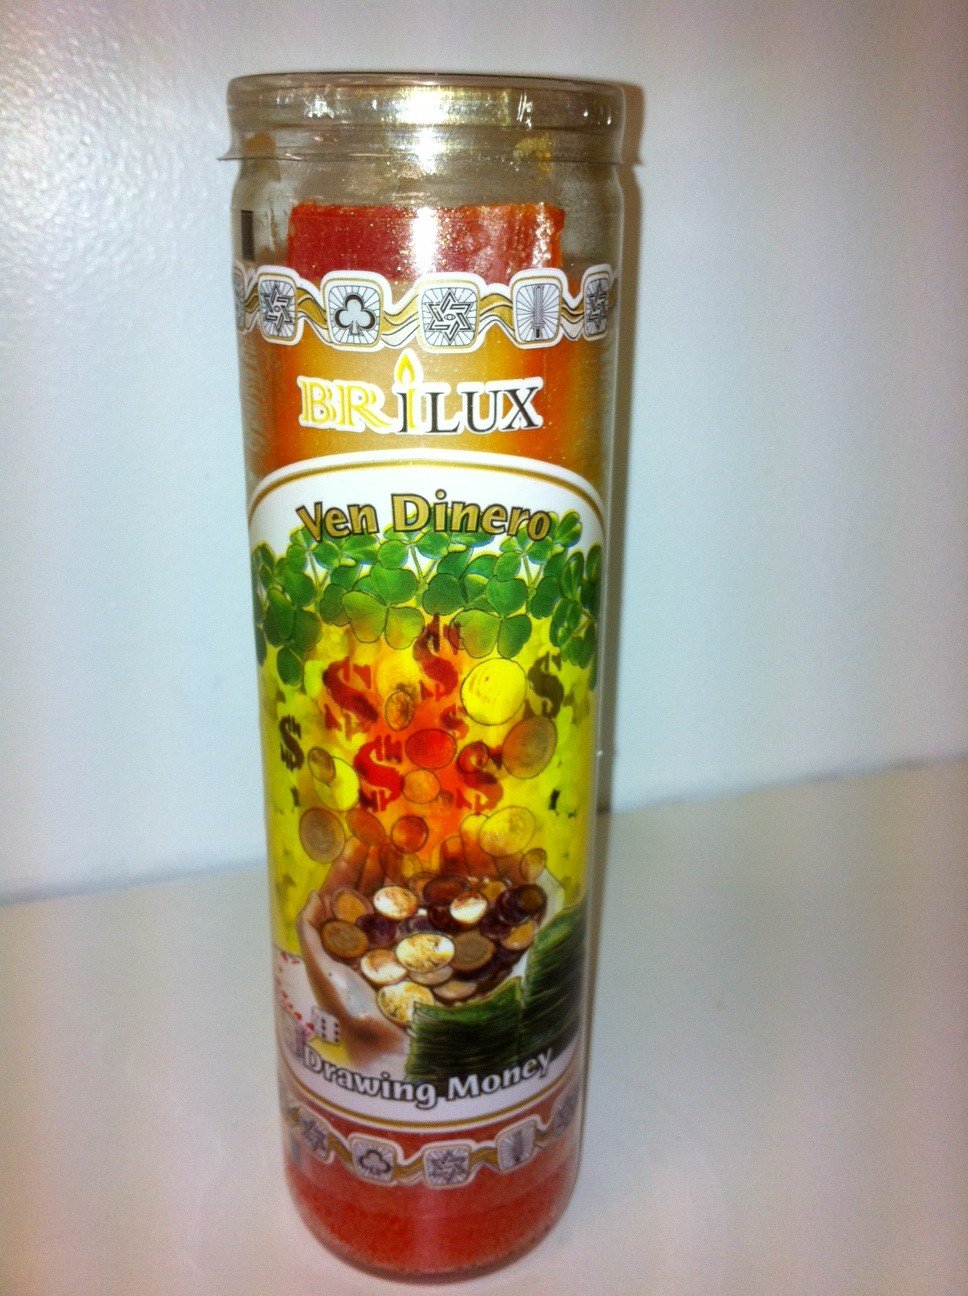 BRiLUX
Ven Dinero
$ $ $ $ $ $
Drawing Money